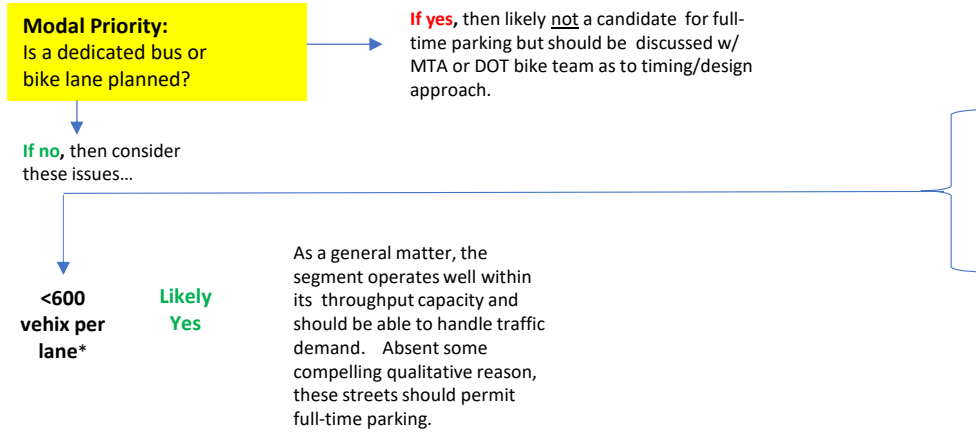 Modal Priority:
Is a dedicated bus or
bike lane planned?
If yes, then likely not a candidate for full-
time parking but should be discussed w/
MTA or DOT bike team as to timing/design
approach.
If no, then consider
these issues…
<600
vehix per
lane*
Likely
Yes
As a general matter, the
segment operates well within
its throughput capacity and
should be able to handle traffic
demand. Absent some
compelling qualitative reason,
these streets should permit
full-time parking.